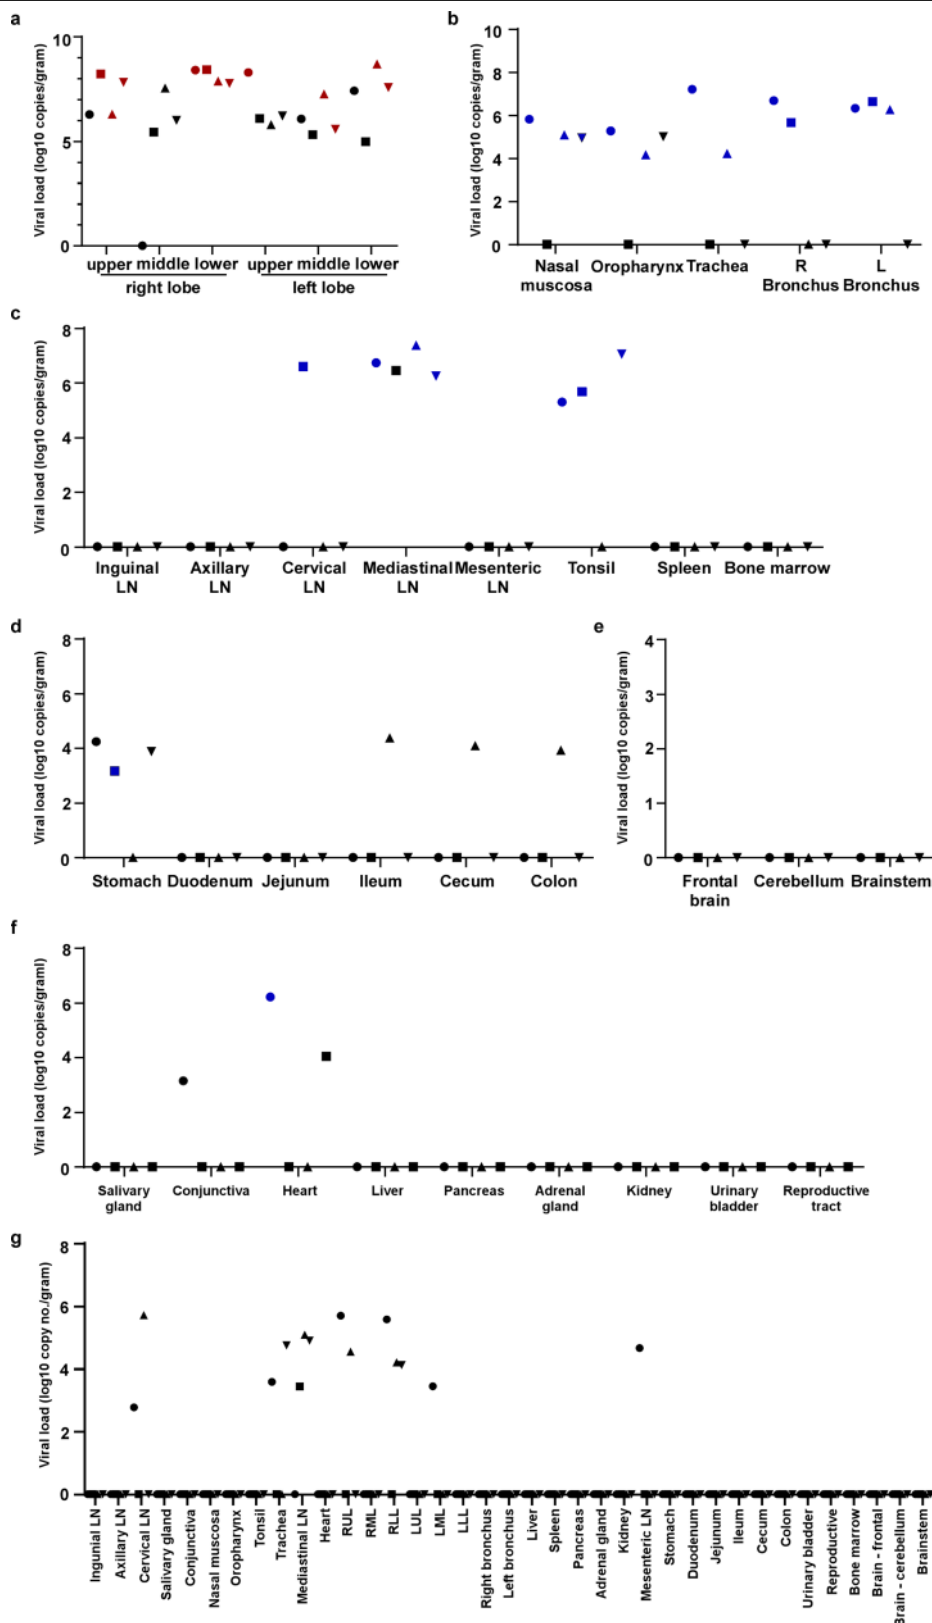 a
Viral load (log10 copies/gram)
10
5
0
upper middle lower
upper middle lower
right lobe
left lobe
b
Viral load (log10 copies/gram)
10
8
6
4
2
0
Nasal
muscosa
Oropharynx
Trachea
R
Bronchus
L
Bronchus
c
Viral load (log10 copies/gram)
8
6
4
2
0
Inguinal
LN
Axillary
LN
Cervical
LN
Mediastinal
LN
Mesenteric
LN
Tonsil
Spleen
Bone marrow
d
Viral load (log10 copies/gram)
8
6
4
2
0
Stomach
Duodenum
Jejunum
Ileum
Cecum
Colon
e
Viral load (log10 copies/gram)
4
3
2
1
0
Frontal
brain
Cerebellum
Brainstem
f
Viral load (log10 copies/graml)
8
6
4
2
0
Salivary
gland
Conjunctiva
Heart
Liver
Pancreas
Adrenal
gland
Kidney
Urinary
bladder
Reproductive
tract
g
Viral load (log10 copy no./gram)
8
6
4
2
0
Ingunial LN
Axillary LN
Cervical LN
Salivary gland
Conjunctiva
Nasal muscosa
Oropharynx
Tonsil
Trachea
Mediastinal LN
Heart
RUL
RML
RLL
LUL
LML
LLL
Right bronchus
Left bronchus
Liver
Spleen
Pancreas
Adrenal gland
Kidney
Mesenteric LN
Stomach
Duodenum
Jejunum
Ileum
Cecum
Colon
Urinary bladder
Reproductive
Bone marrow
Brain - frontal
Brain - cerebellum
Brainstem